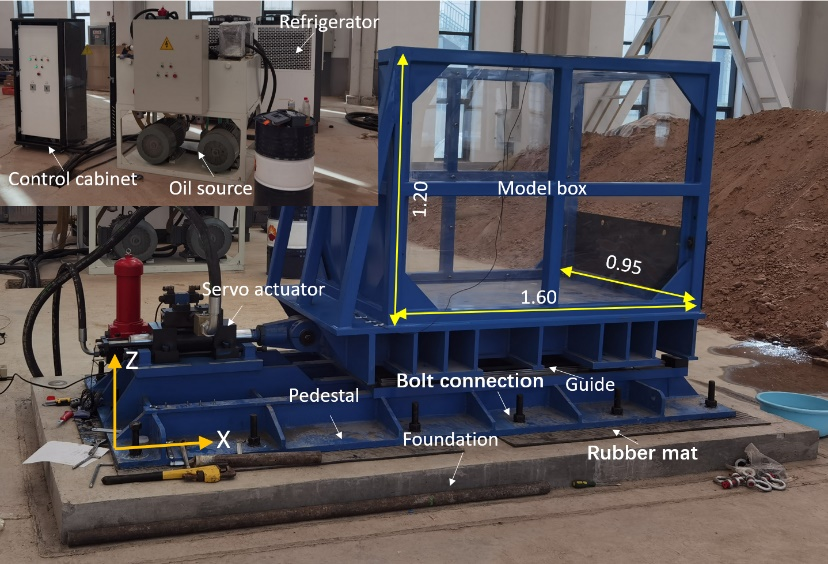 Refrigerator
Control cabinet
Oil source
1.20
Model box
0.95
1.60
Servo actuator
Z
X
Bolt connection
Guide
Pedestal
Foundation
Rubber mat